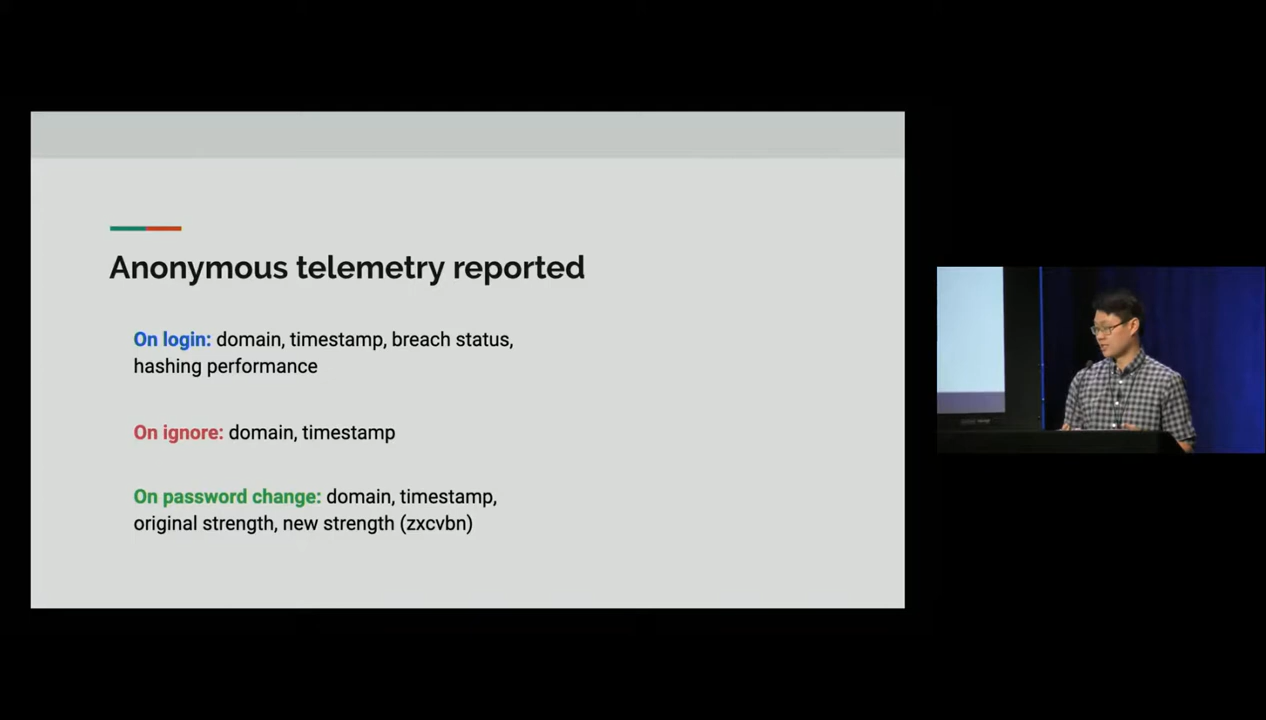 Anonymous telemetry reported
On login: domain, timestamp, breach status,
hashing performance
On ignore: domain, timestamp
On password change: domain, timestamp,
original strength, new strength (zxcvbn)